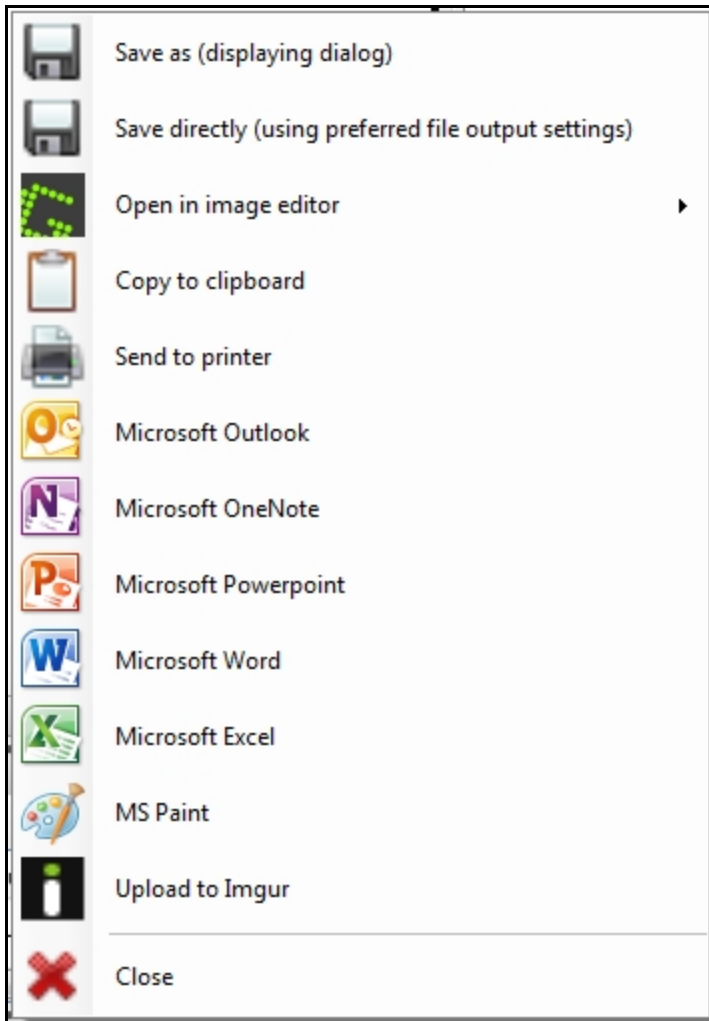 Save as (displaying dialog)
Save directly (using preferred file output settings)
Open in image editor
Copy to clipboard
Send to printer
Microsoft Outlook
Microsoft OneNote
Microsoft Powerpoint
Microsoft Word
Microsoft Excel
MS Paint
Upload to Imgur
Close